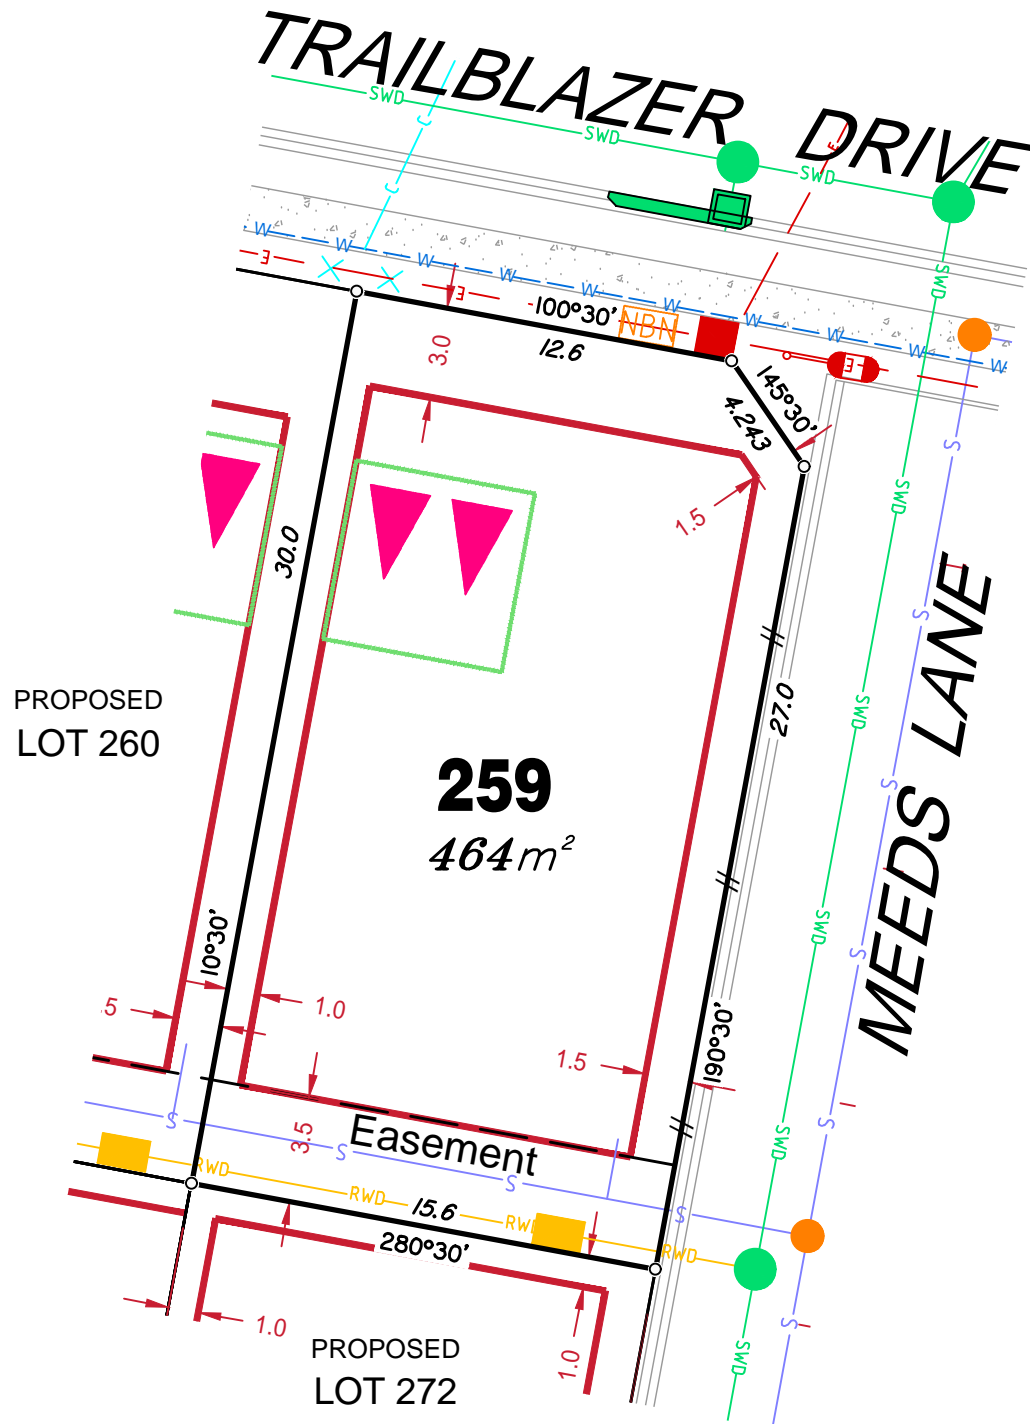 TRAILBLAZER DRIVE
SWD
SWD
SWD
C
C
E
W
W
W
W
W
W
W
W
W
W
E
E
E
NBN
SWD
100°30'
12.6
3.0
145°30'
4.243
1.5
30.0
S
SWD
S
27.0
SWD
MEEDS LANE
S
PROPOSED
LOT 260
259
464m²
10°30'
SWD
S
.5
1.0
1.5
190°30'
S
SWD
3.5
Easement
S
S
S
S
RWD
RWD
RWD
RWD
15.6
280°30'
S
SWD
1.0
1.0
PROPOSED
LOT 272